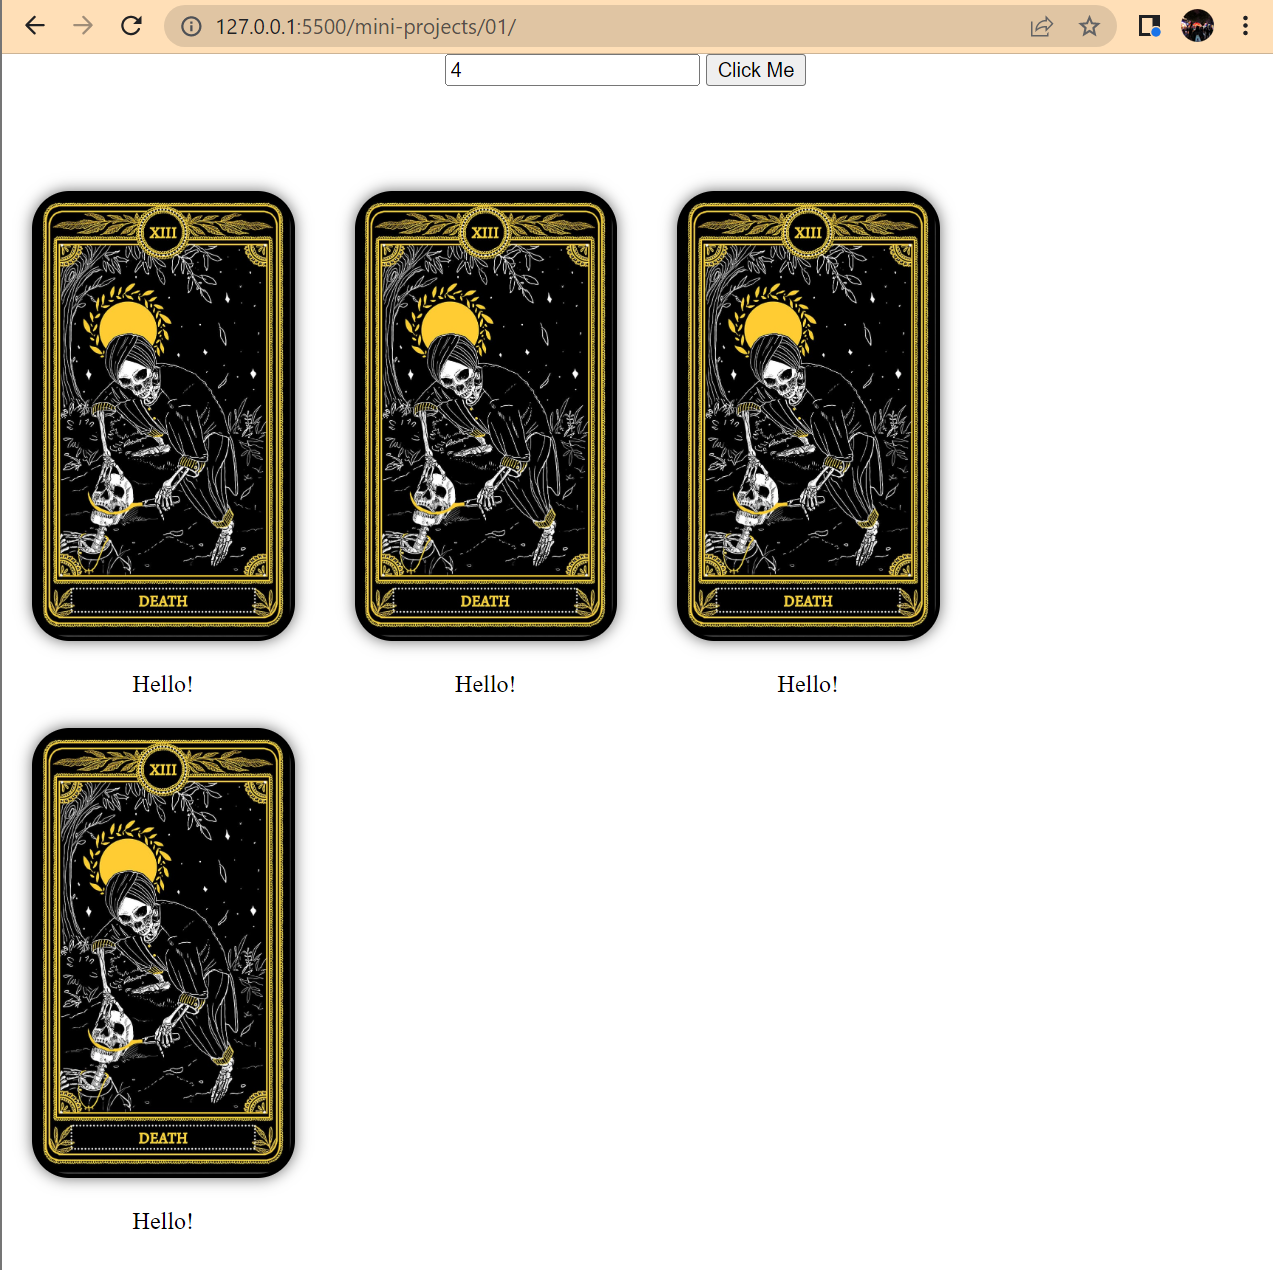 127.0.0.1:5500/mini-projects/01/
4 Click Me
XIII XIII XIII
DEATH DEATH DEATH
Hello! Hello! Hello!
XIII
DEATH
Hello!